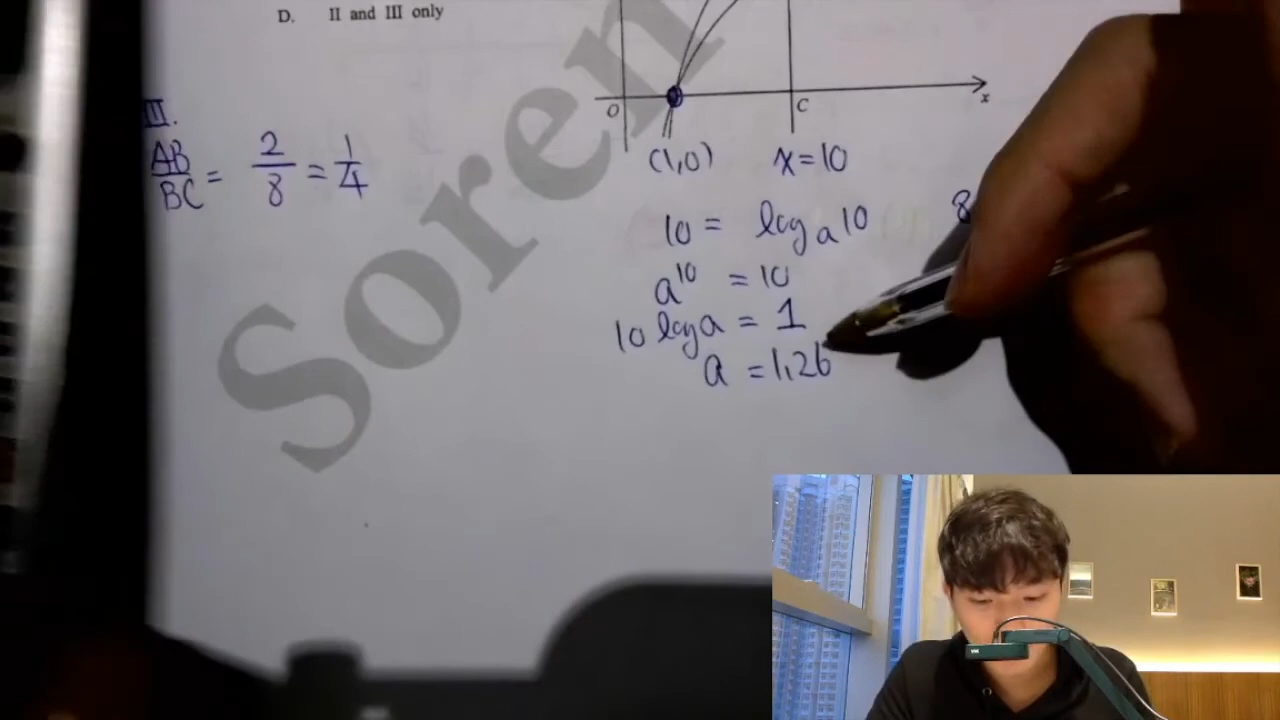 D. II and III only
O C x
III.
AB/BC = 2/8 = 1/4
(1,0) x=10
10 = log a 10
8
a^10 = 10
10 log a = 1
a = 1.26
Soren